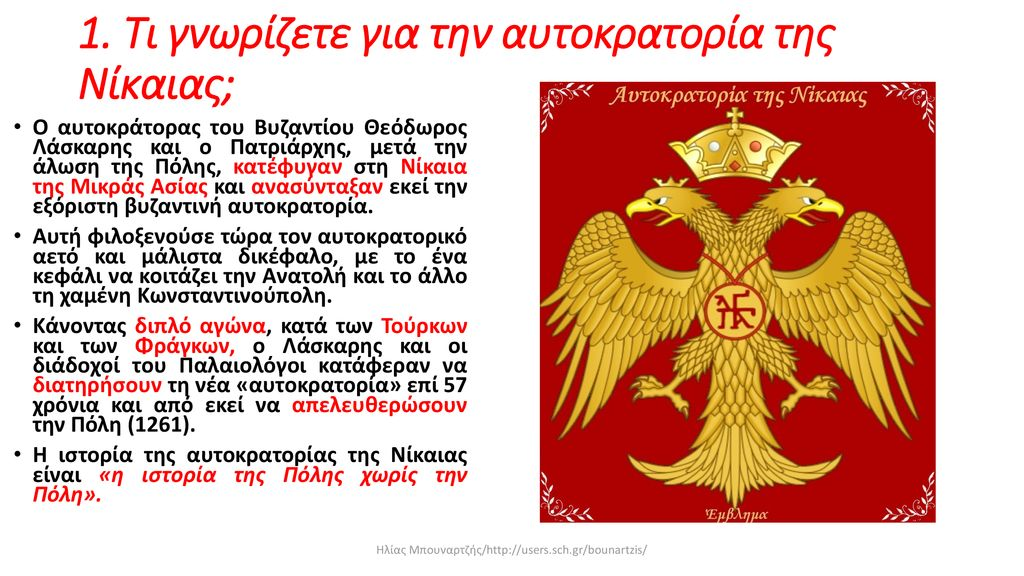 1. Τι γνωρίζετε για την αυτοκρατορία της
Νίκαιας;
• Ο αυτοκράτορας του Βυζαντίου Θεόδωρος
Λάσκαρης και ο Πατριάρχης, μετά την
άλωση της Πόλης, κατέφυγαν στη Νίκαια
της Μικράς Ασίας και ανασύνταξαν εκεί την
εξόριστη βυζαντινή αυτοκρατορία.
• Αυτή φιλοξενούσε τώρα τον αυτοκρατορικό
αετό και μάλιστα δικέφαλο, με το ένα
κεφάλι να κοιτάζει την Ανατολή και το άλλο
τη χαμένη Κωνσταντινούπολη.
• Κάνοντας διπλό αγώνα, κατά των Τούρκων
και των Φράγκων, ο Λάσκαρης και οι
διάδοχοί του Παλαιολόγοι κατάφεραν να
διατηρήσουν τη νέα «αυτοκρατορία» επί 57
χρόνια και από εκεί να απελευθερώσουν
την Πόλη (1261).
• Η ιστορία της αυτοκρατορίας της Νίκαιας
είναι «η ιστορία της Πόλης χωρίς την
Πόλη».
Αυτοκρατορία της Νίκαιας
Έμβλημα
Ηλίας Μπουναρτζής/http://users.sch.gr/bounartzis/